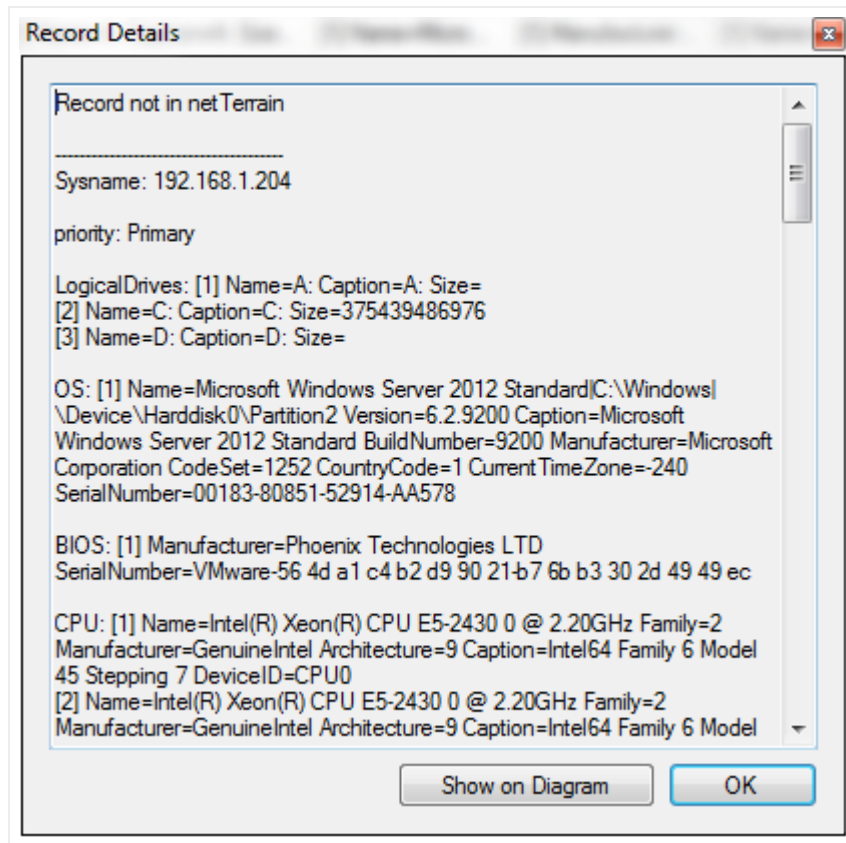 Record Details
Record not in netTerrain
--------------------------------------
Sysname: 192.168.1.204
priority: Primary
LogicalDrives: [1] Name=A: Caption=A: Size=
[2] Name=C: Caption=C: Size=375439486976
[3] Name=D: Caption=D: Size=
OS: [1] Name=Microsoft Windows Server 2012 Standard|C:\Windows|
\Device\Harddisk0\Partition2 Version=6.2.9200 Caption=Microsoft
Windows Server 2012 Standard BuildNumber=9200 Manufacturer=Microsoft
Corporation CodeSet=1252 CountryCode=1 CurrentTimeZone=-240
SerialNumber=00183-80851-52914-AA578
BIOS: [1] Manufacturer=Phoenix Technologies LTD
SerialNumber=VMware-56 4d a1 c4 b2 d9 90 21-b7 6b b3 30 2d 49 49 ec
CPU: [1] Name=Intel(R) Xeon(R) CPU E5-2430 0 @ 2.20GHz Family=2
Manufacturer=GenuineIntel Architecture=9 Caption=Intel64 Family 6 Model
45 Stepping 7 DeviceID=CPU0
[2] Name=Intel(R) Xeon(R) CPU E5-2430 0 @ 2.20GHz Family=2
Manufacturer=GenuineIntel Architecture=9 Caption=Intel64 Family 6 Model
Show on Diagram
OK